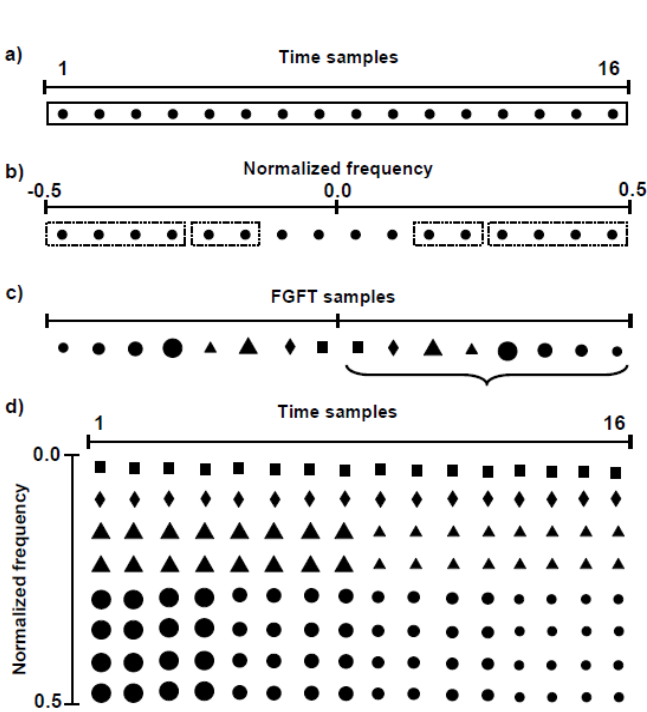 a)
Time samples
1 16
b)
Normalized frequency
-0.5 0.0 0.5
c)
FGFT samples
d)
Time samples
1 16
0.0
Normalized frequency
0.5